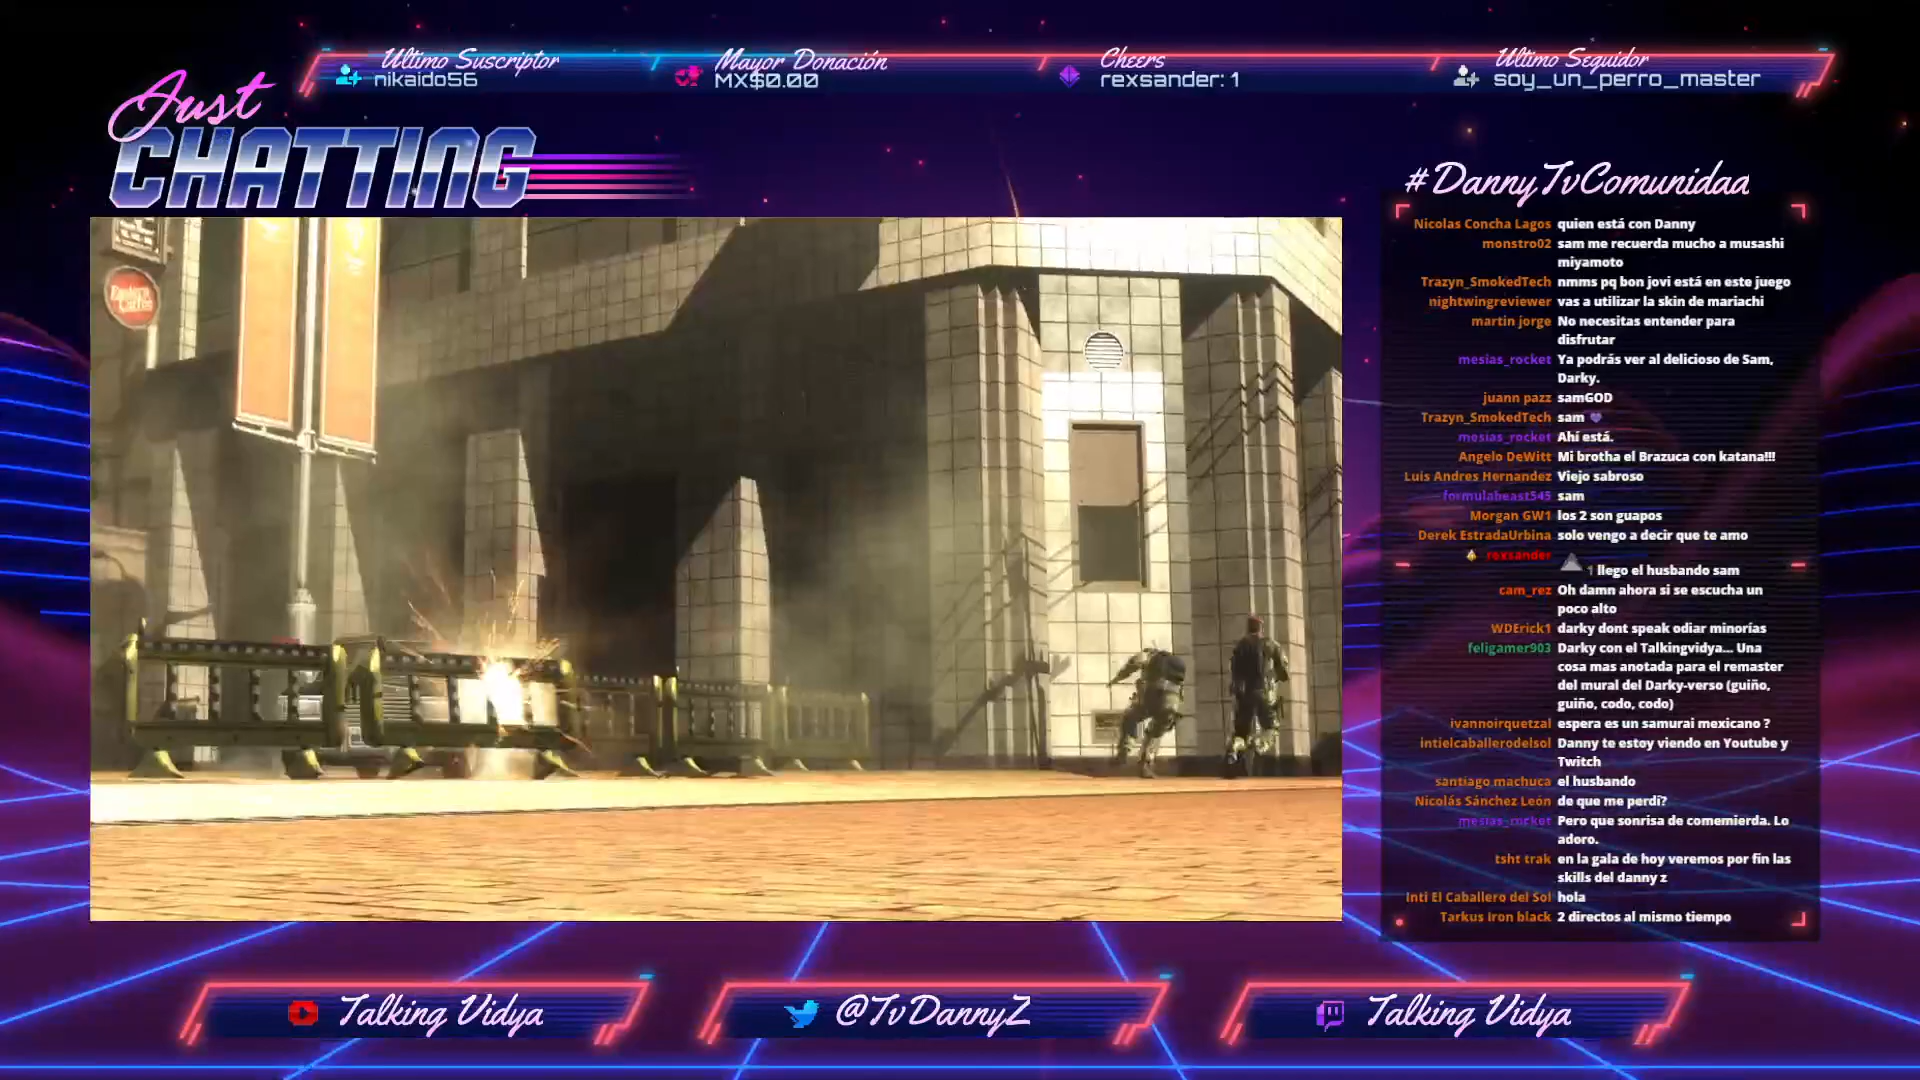 Ultimo Suscriptor
nikaido56
Mayor Donación
MX$0.00
Cheers
rexsander: 1
Ultimo Seguidor
soy_un_perro_master
Just
CHATTING
#DannyTvComunidad
Nicolas Concha Lagos quien está con Danny
monstro02 sam me recuerda mucho a musashi
miyamoto
Trazyn_SmokedTech nmms pq bon jovi está en este juego
nightwingreviewer vas a utilizar la skin de mariachi
martin jorge No necesitas entender para
disfrutar
mesias_rocket Ya podrás ver al delicioso de Sam,
Darky.
juann pazz samGOD
Trazyn_SmokedTech sam 💜
mesias_rocket Ahí está.
Angelo DeWitt Mi brotha el Brazuca con katana!!!
Luis Andres Hernandez Viejo sabroso
formulabeast545 sam
Morgan GW1 los 2 son guapos
Derek EstradaUrbina solo vengo a decir que te amo
rexsander
1 llego el husbando sam
cam_rez Oh damn ahora si se escucha un
poco alto
WDErick1 darky dont speak odiar minorías
feligamer903 Darky con el Talkingvidya... Una
cosa mas anotada para el remaster
del mural del Darky-verso (guiño,
guiño, codo, codo)
ivannoirquetzal espera es un samurai mexicano ?
intielcaballerodelsol Danny te estoy viendo en Youtube y
Twitch
santiago machuca el husbando
Nicolás Sánchez León de que me perdí?
mesias_rocket Pero que sonrisa de comemierda. Lo
adoro.
tsht trak en la gala de hoy veremos por fin las
skills del danny z
Inti El Caballero del Sol hola
Tarkus Iron black 2 directos al mismo tiempo
Talking Vidya
@TvDannyZ
Talking Vidya